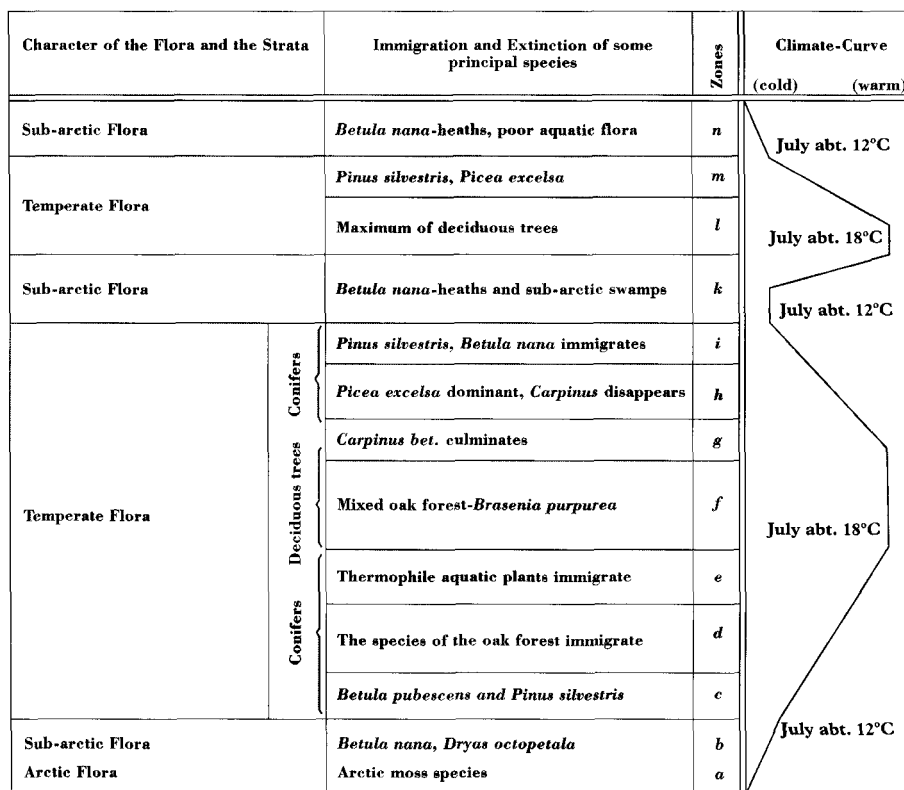 Character of the Flora and the Strata
Immigration and Extinction of some
principal species
Zones
Climate-Curve
(cold) (warm)
Sub-arctic Flora
Betula nana-heaths, poor aquatic flora
n
July abt. 12°C
Temperate Flora
Pinus silvestris, Picea excelsa
m
Maximum of deciduous trees
l
July abt. 18°C
Sub-arctic Flora
Betula nana-heaths and sub-arctic swamps
k
July abt. 12°C
Temperate Flora
Conifers
Pinus silvestris, Betula nana immigrates
i
Picea excelsa dominant, Carpinus disappears
h
Deciduous trees
Carpinus bet. culminates
g
Mixed oak forest-Brasenia purpurea
f
July abt. 18°C
Conifers
Thermophile aquatic plants immigrate
e
The species of the oak forest immigrate
d
Betula pubescens and Pinus silvestris
c
July abt. 12°C
Sub-arctic Flora
Betula nana, Dryas octopetala
b
Arctic Flora
Arctic moss species
a